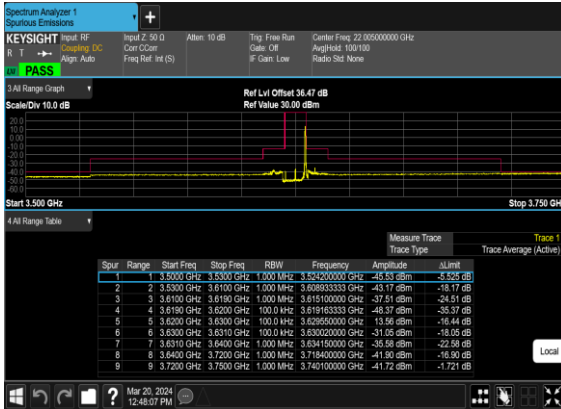 Spectrum Analyzer 1
Spurious Emissions
+
KEYSIGHT Input: RF Input Z: 50 Ω Atten: 10 dB Trig: Free Run Center Freq: 22.005000000 GHz
R T Coupling: DC Corr CCorr Gate: Off Avg|Hold: 100/100
Align: Auto Freq Ref: Int (S) IF Gain: Low Radio Std: None
PASS
3 All Range Graph
Ref Lvl Offset 36.47 dB
Scale/Div 10.0 dB Ref Value 30.00 dBm
20.0
10.0
0.00
-10.0
-20.0
-30.0
-40.0
-50.0
-60.0
Start 3.500 GHz Stop 3.750 GH
4 All Range Table
Measure Trace Trace 1
Trace Type Trace Average (Active)
Spur Range Start Freq Stop Freq RBW Frequency Amplitude ΔLimit
1 1 3.5000 GHz 3.5300 GHz 1.000 MHz 3.524200000 GHz -45.53 dBm -5.525 dB
2 2 3.5300 GHz 3.6100 GHz 1.000 MHz 3.608933333 GHz -43.17 dBm -18.17 dB
3 3 3.6100 GHz 3.6190 GHz 1.000 MHz 3.615100000 GHz -37.51 dBm -24.51 dB
4 4 3.6190 GHz 3.6200 GHz 100.0 kHz 3.619163333 GHz -48.37 dBm -35.37 dB
5 5 3.6200 GHz 3.6300 GHz 100.0 kHz 3.629550000 GHz 13.56 dBm -16.44 dB
6 6 3.6300 GHz 3.6310 GHz 100.0 kHz 3.630020000 GHz -31.05 dBm -18.05 dB
7 7 3.6310 GHz 3.6400 GHz 1.000 MHz 3.634150000 GHz -35.58 dBm -22.58 dB
8 8 3.6400 GHz 3.7200 GHz 1.000 MHz 3.718400000 GHz -41.90 dBm -16.90 dB
9 9 3.7200 GHz 3.7500 GHz 1.000 MHz 3.740100000 GHz -41.72 dBm -1.721 dB
Local
?
Mar 20, 2024
12:48:07 PM